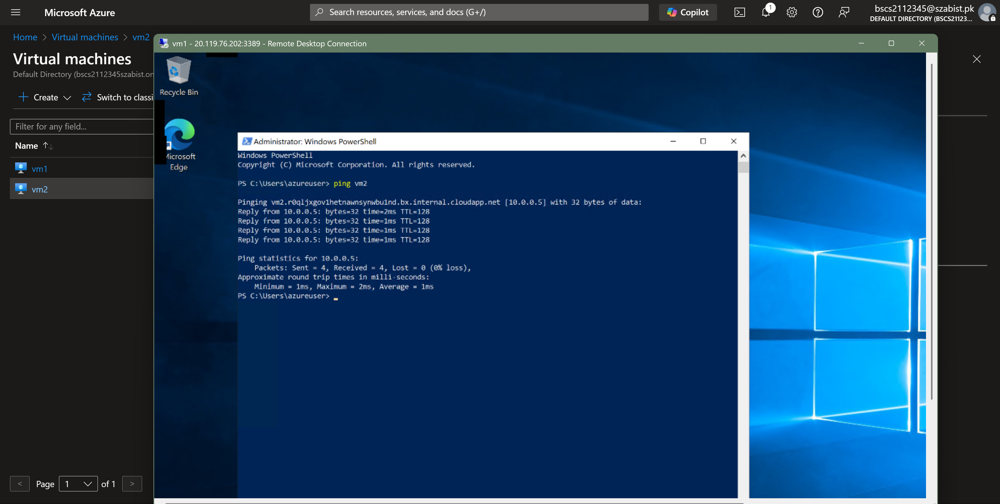 Microsoft Azure
Search resources, services, and docs (G+/)
Copilot
1
bscs2112345@szabist.pk
DEFAULT DIRECTORY (BSCS21123...
Home > Virtual machines > vm2
Virtual machines
Default Directory (bscs2112345szabist.on
+ Create
Switch to classi
Filter for any field...
Name ↑↓
vm1
vm2
< Page 1 of 1 >
vm1 - 20.119.76.202:3389 - Remote Desktop Connection
Recycle Bin
Microsoft
Edge
Administrator: Windows PowerShell
Windows PowerShell
Copyright (C) Microsoft Corporation. All rights reserved.
PS C:\Users\azureuser> ping vm2
Pinging vm2.r0qljxgov1hetnawnsynwbu1nd.bx.internal.cloudapp.net [10.0.0.5] with 32 bytes of data:
Reply from 10.0.0.5: bytes=32 time=2ms TTL=128
Reply from 10.0.0.5: bytes=32 time=1ms TTL=128
Reply from 10.0.0.5: bytes=32 time=1ms TTL=128
Reply from 10.0.0.5: bytes=32 time=1ms TTL=128
Ping statistics for 10.0.0.5:
Packets: Sent = 4, Received = 4, Lost = 0 (0% loss),
Approximate round trip times in milli-seconds:
Minimum = 1ms, Maximum = 2ms, Average = 1ms
PS C:\Users\azureuser> _